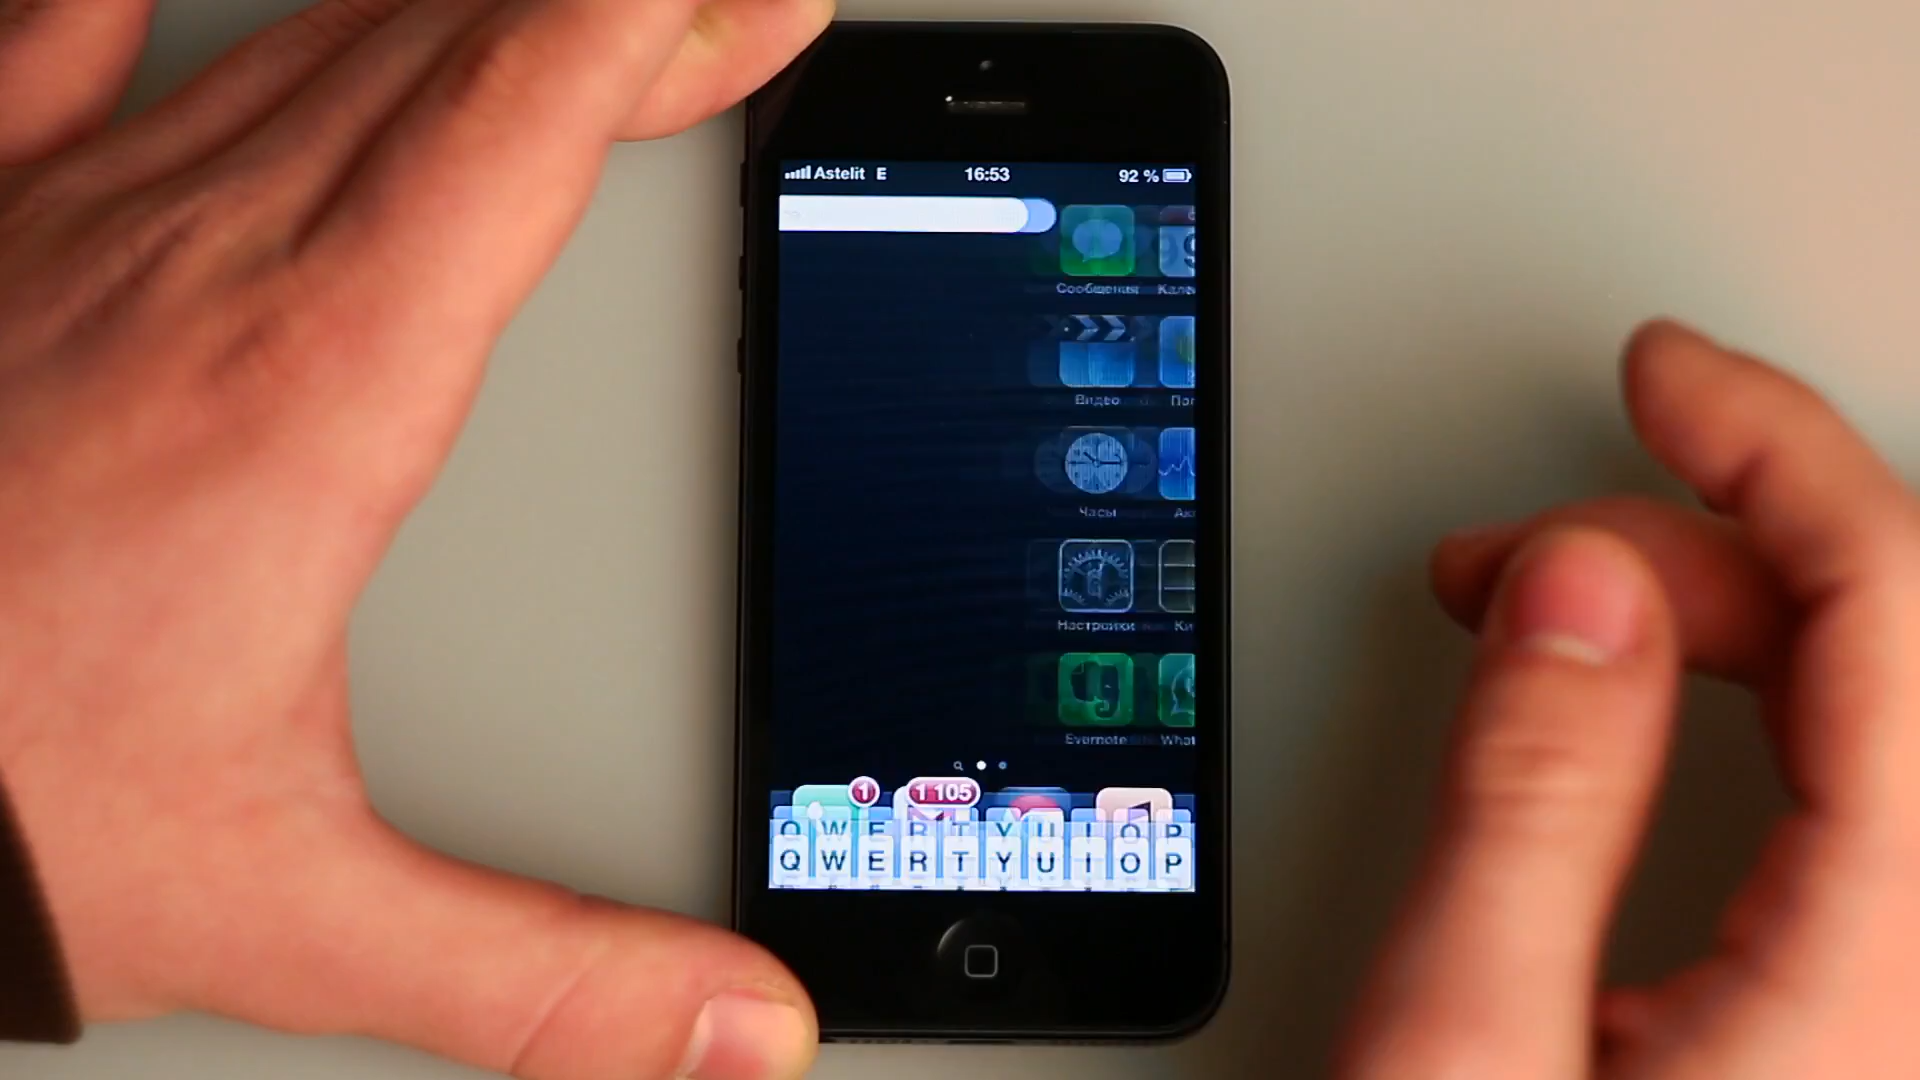 Astelit E 16:53 92 %
Сообщения
Видео
Часы
Настройки
Evernote
1 1 105
Q W E R T Y U I O P
Q W E R T Y U I O P